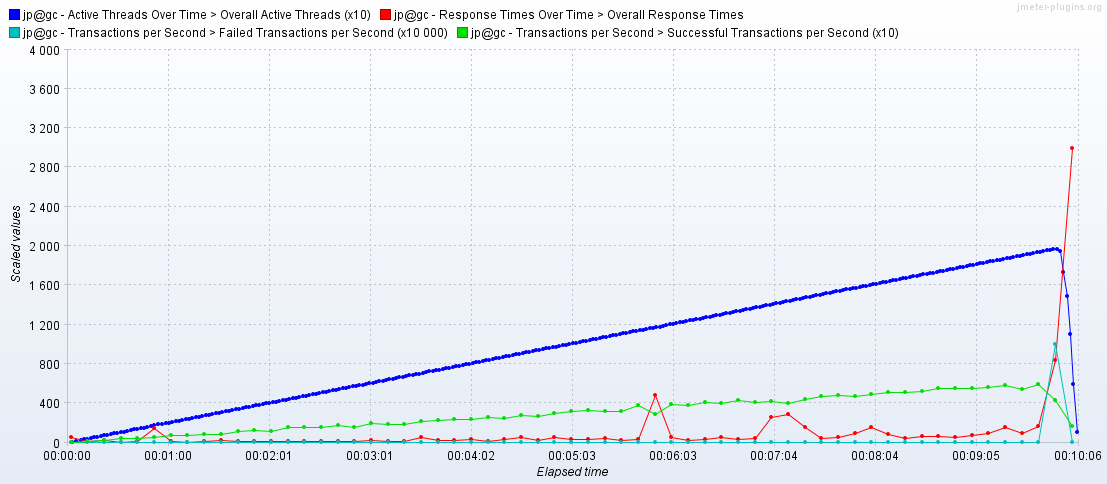 jp@gc - Active Threads Over Time > Overall Active Threads (x10) jp@gc - Response Times Over Time > Overall Response Times
jmeter-plugins.org
jp@gc - Transactions per Second > Failed Transactions per Second (x10 000) jp@gc - Transactions per Second > Successful Transactions per Second (x10)
4 000
3 600
3 200
2 800
2 400
2 000
1 600
1 200
800
400
0
Scaled values
00:00:00 00:01:00 00:02:01 00:03:01 00:04:02 00:05:03 00:06:03 00:07:04 00:08:04 00:09:05 00:10:06
Elapsed time